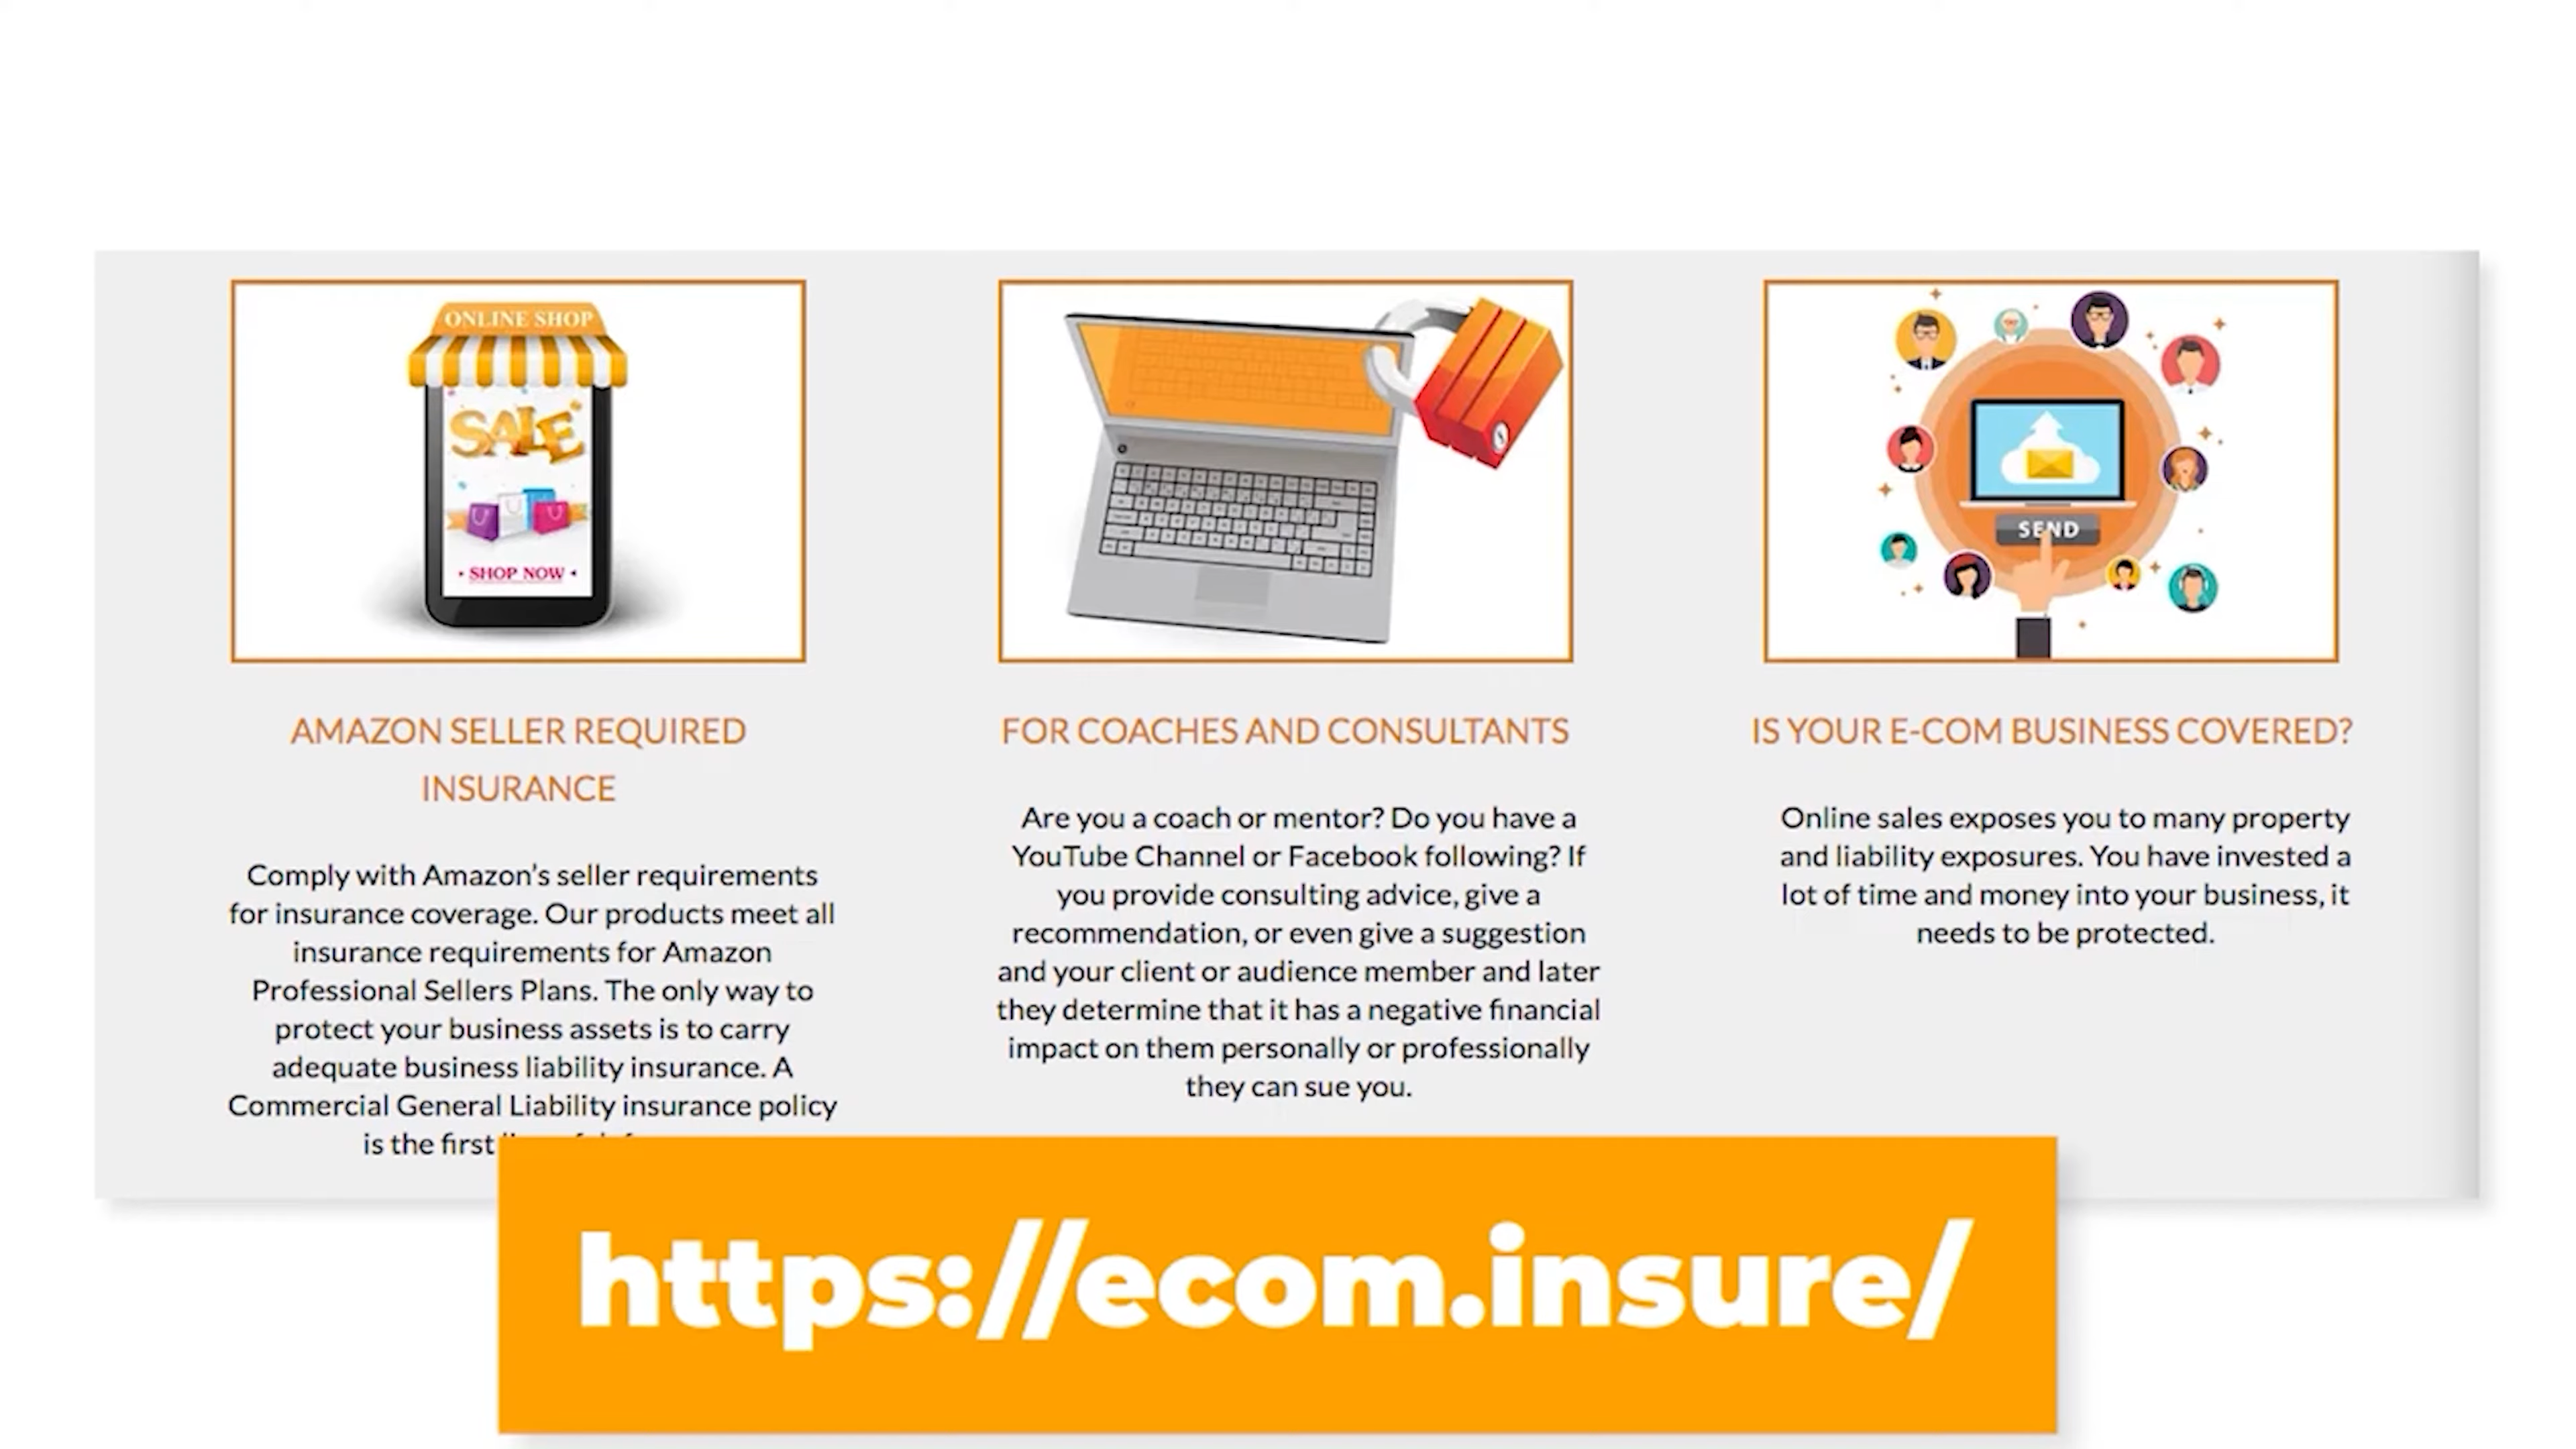 ONLINE SHOP
SALE
• SHOP NOW •
SEND
AMAZON SELLER REQUIRED
INSURANCE
Comply with Amazon's seller requirements
for insurance coverage. Our products meet all
insurance requirements for Amazon
Professional Sellers Plans. The only way to
protect your business assets is to carry
adequate business liability insurance. A
Commercial General Liability insurance policy
is the first
FOR COACHES AND CONSULTANTS
Are you a coach or mentor? Do you have a
YouTube Channel or Facebook following? If
you provide consulting advice, give a
recommendation, or even give a suggestion
and your client or audience member and later
they determine that it has a negative financial
impact on them personally or professionally
they can sue you.
IS YOUR E-COM BUSINESS COVERED?
Online sales exposes you to many property
and liability exposures. You have invested a
lot of time and money into your business, it
needs to be protected.
https://ecom.insure/